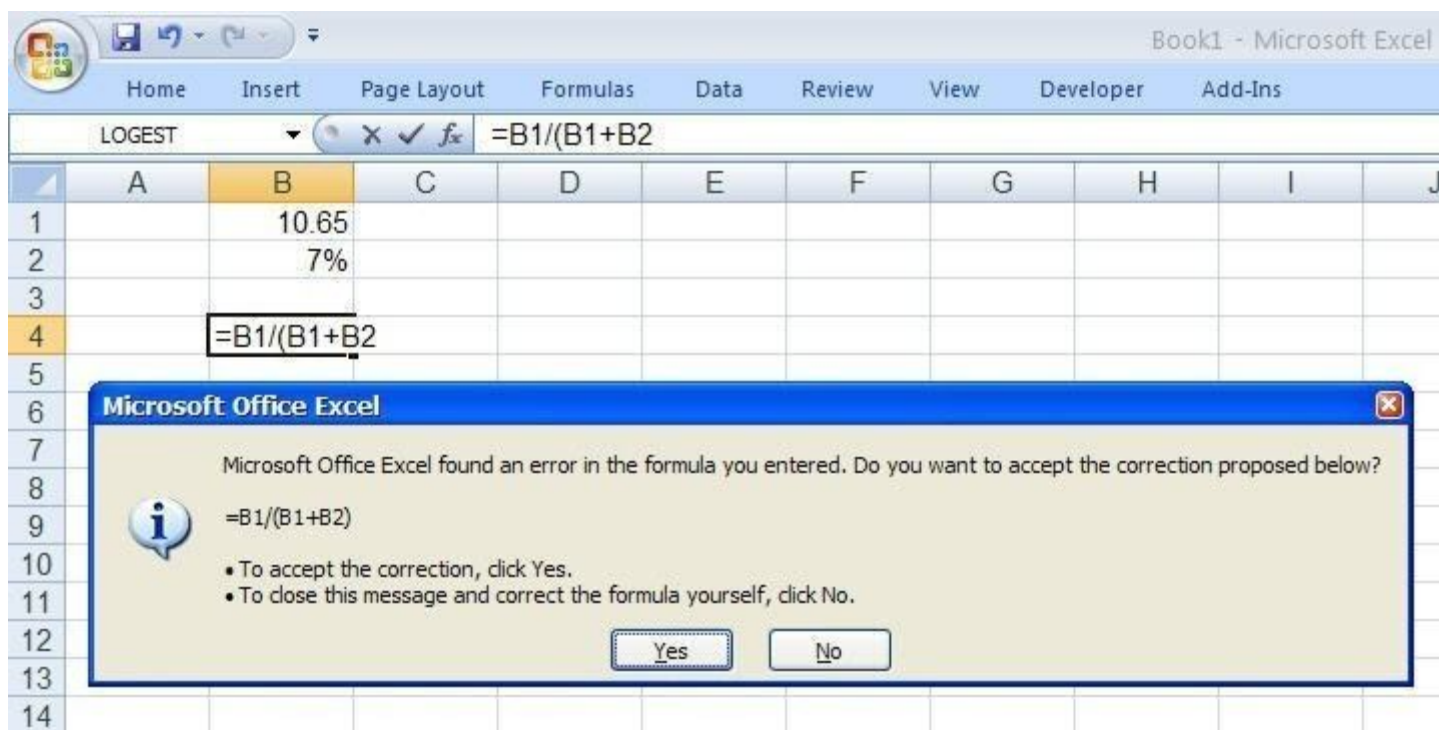 Book1 - Microsoft Excel
Home Insert Page Layout Formulas Data Review View Developer Add-Ins
LOGEST fx =B1/(B1+B2
A B C D E F G H I J
1 10.65
2 7%
3
4 =B1/(B1+B2
5
6
7
8
9
10
11
12
13
14
Microsoft Office Excel
Microsoft Office Excel found an error in the formula you entered. Do you want to accept the correction proposed below?
=B1/(B1+B2)
• To accept the correction, click Yes.
• To close this message and correct the formula yourself, click No.
Yes No